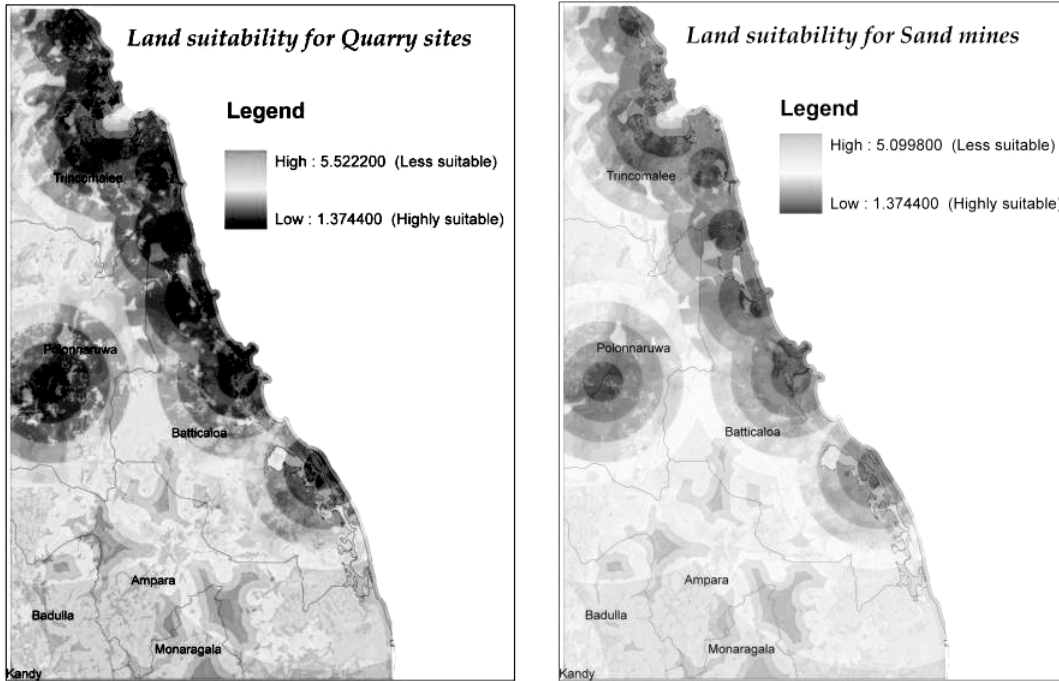 Land suitability for Quarry sites
Legend
High : 5.522200 (Less suitable)
Low : 1.374400 (Highly suitable)
Trincomalee
Polonnaruwa
Batticaloa
Ampara
Badulla
Monaragala
Kandy
Land suitability for Sand mines
Legend
High : 5.099800 (Less suitable)
Low : 1.374400 (Highly suitable)
Trincomalee
Polonnaruwa
Batticaloa
Ampara
Badulla
Monaragala
Kandy